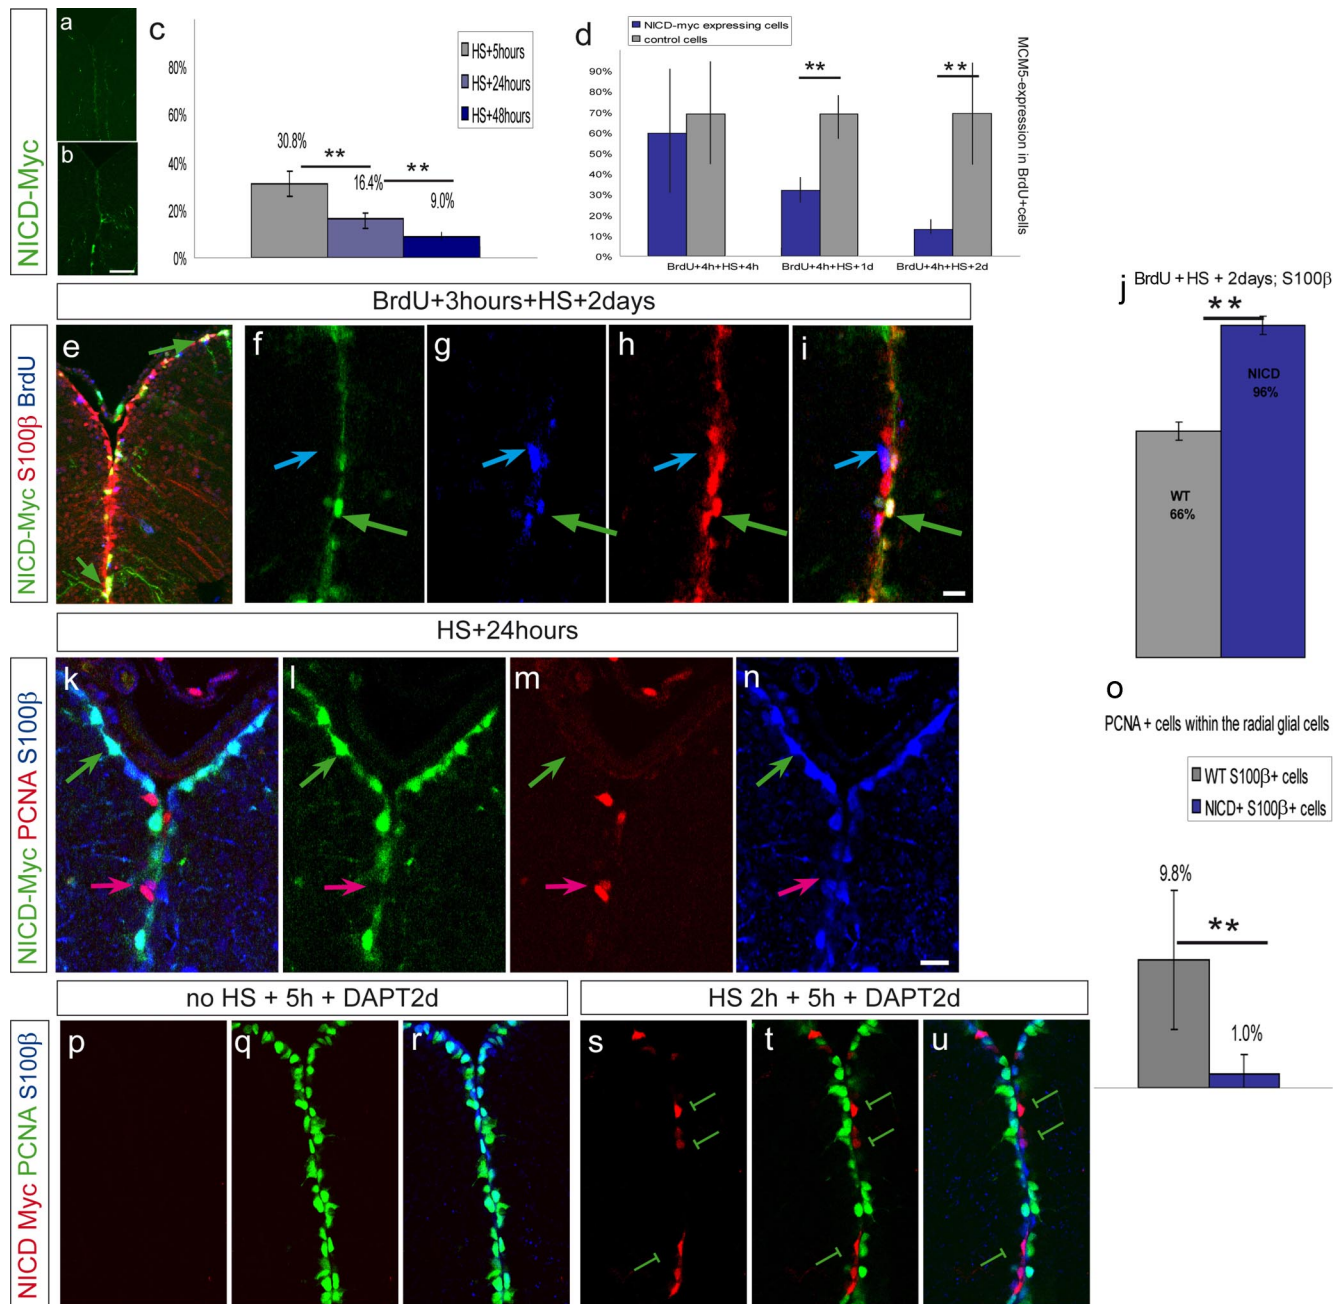 NICD-Myc
a
b
c
80%
60%
40%
20%
0%
30.8%
**
16.4%
**
9.0%
HS+5hours
HS+24hours
HS+48hours
d
NICD-myc expressing cells
control cells
90%
80%
70%
60%
50%
40%
30%
20%
10%
0%
**
**
BrdU+4h+HS+4h
BrdU+4h+HS+1d
BrdU+4h+HS+2d
MCM5-expression in BrdU+cells
BrdU+3hours+HS+2days
NICD-Myc S100β BrdU
e
f
g
h
i
j
BrdU +HS + 2days; S100β
**
WT
66%
NICD
96%
HS+24hours
NICD-Myc PCNA S100β
k
l
m
n
o
PCNA + cells within the radial glial cells
WT S100β+ cells
NICD+ S100β+ cells
9.8%
**
1.0%
no HS + 5h + DAPT2d
HS 2h + 5h + DAPT2d
NICD Myc PCNA S100β
p
q
r
s
t
u